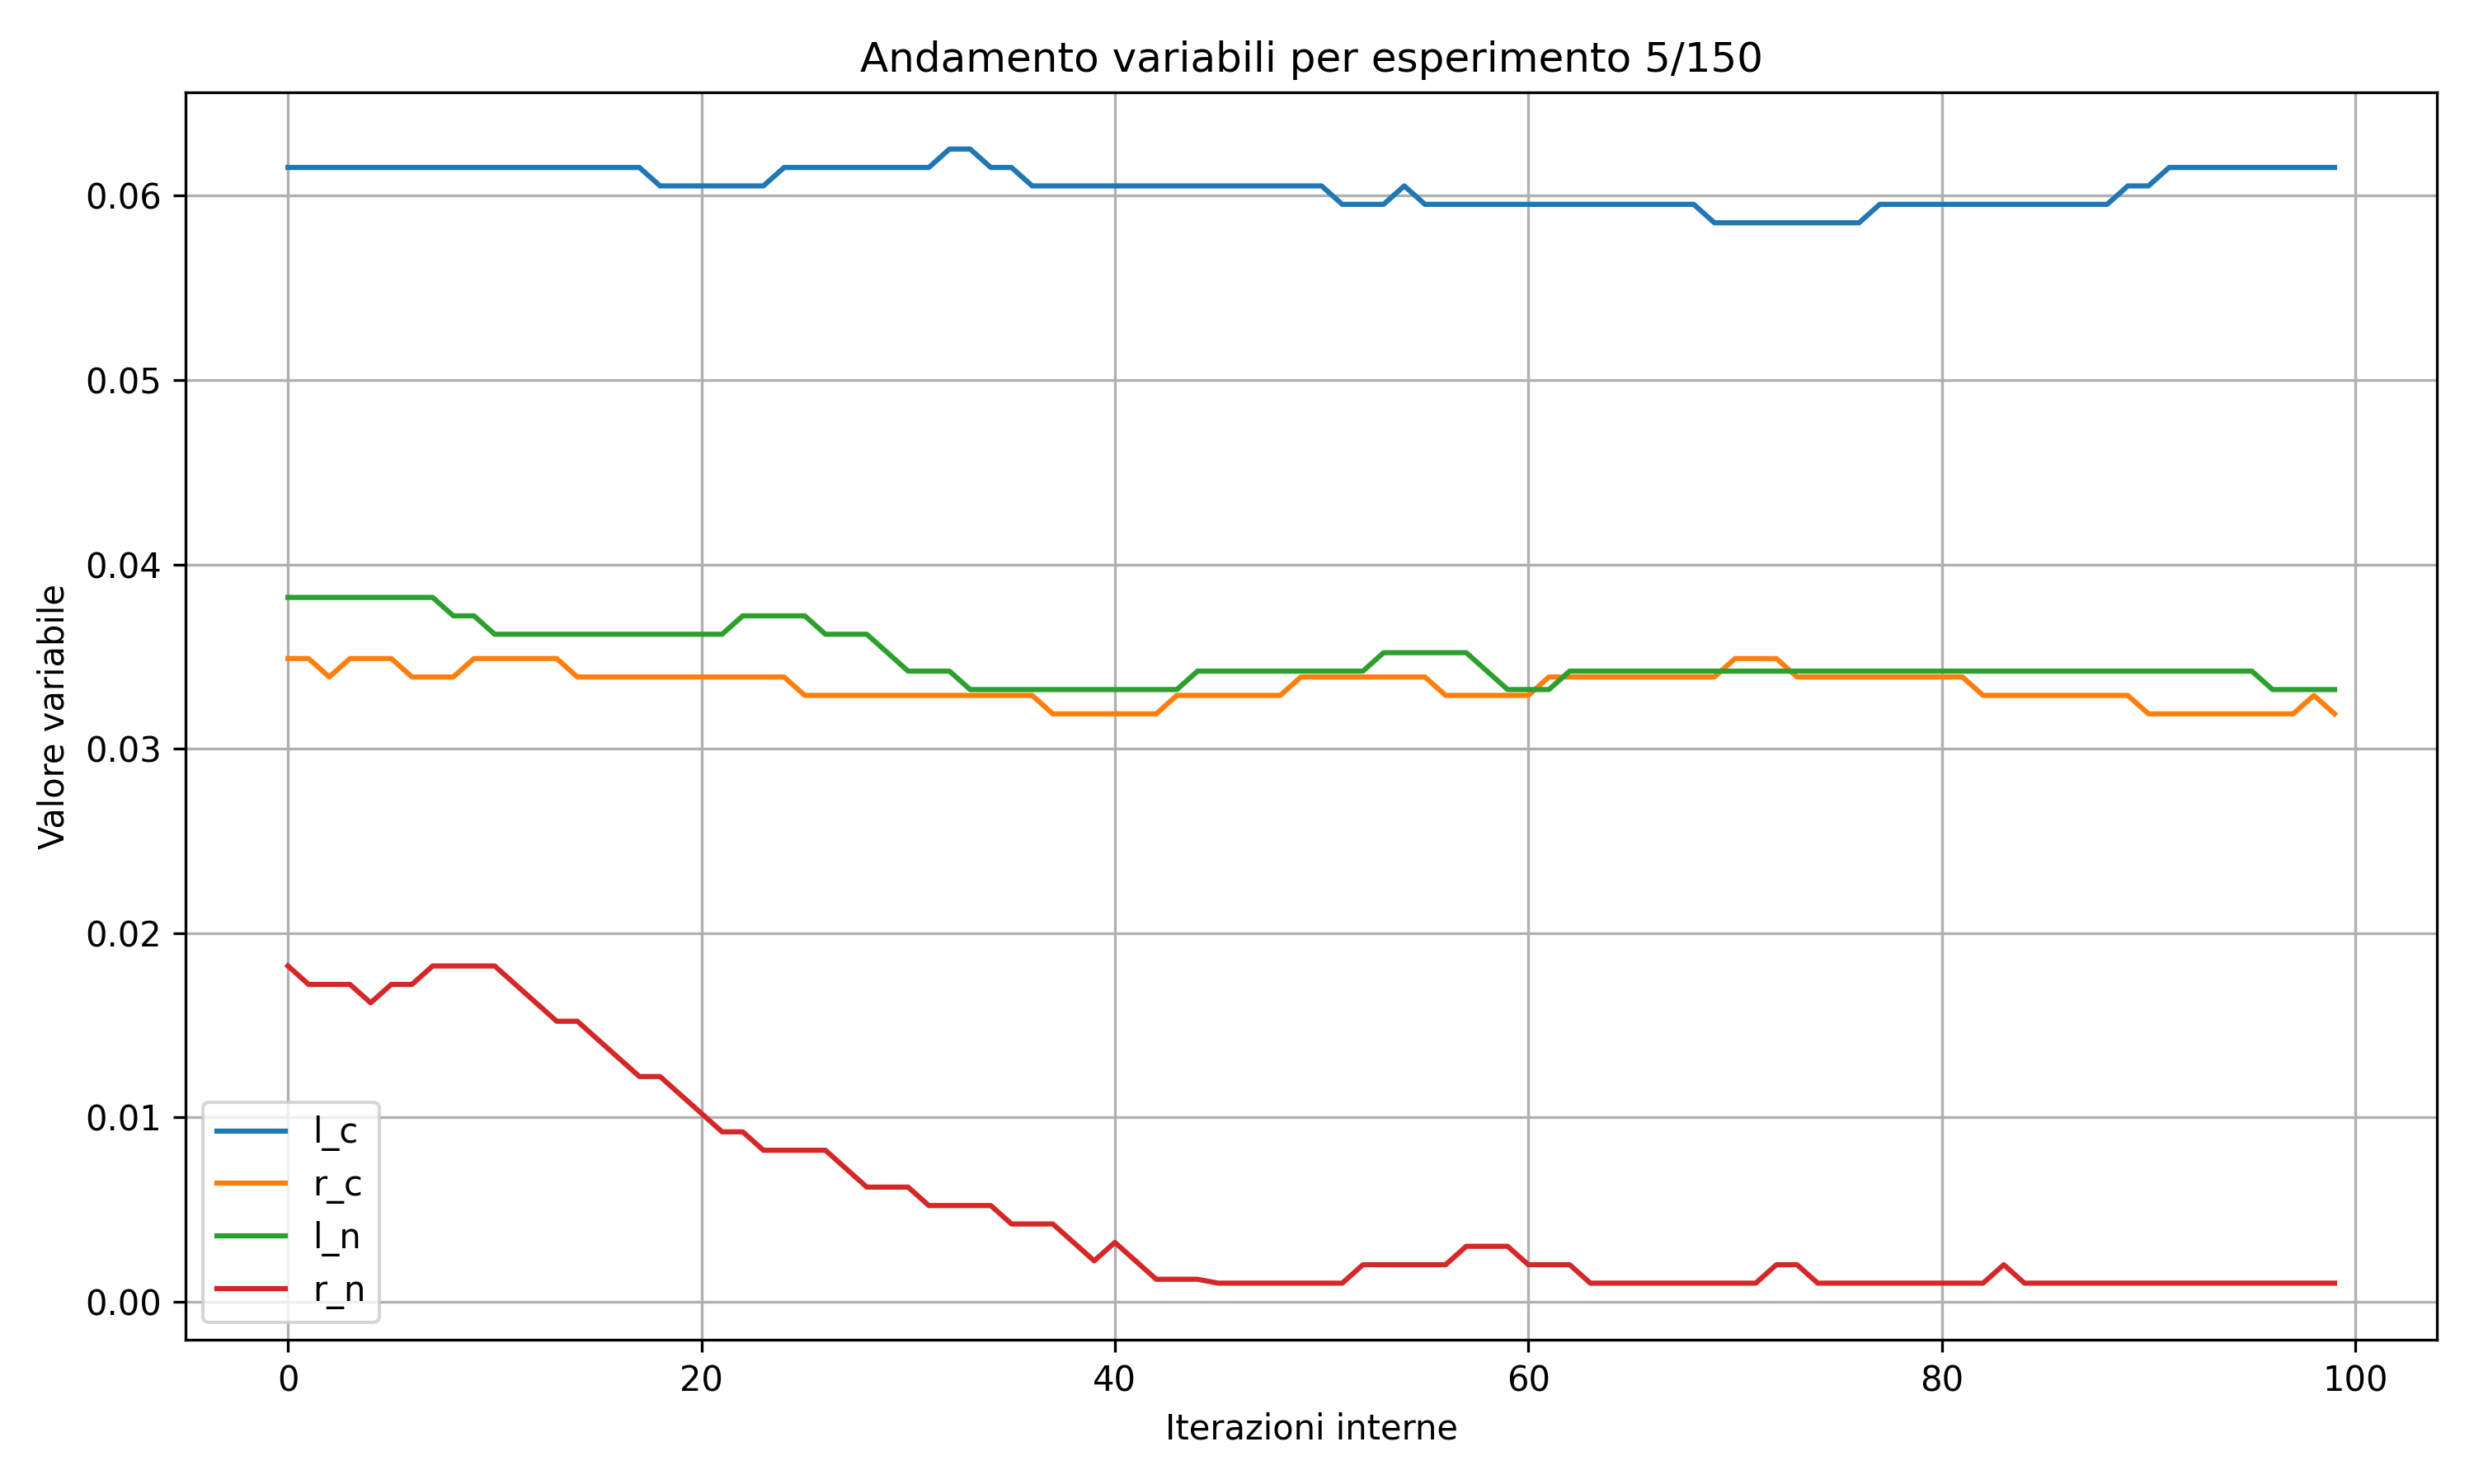 Andamento variabili per esperimento 5/150
Valore variabile
0.06
0.05
0.04
0.03
0.02
0.01
0.00
l_c
r_c
l_n
r_n
0 20 40 60 80 100
Iterazioni interne